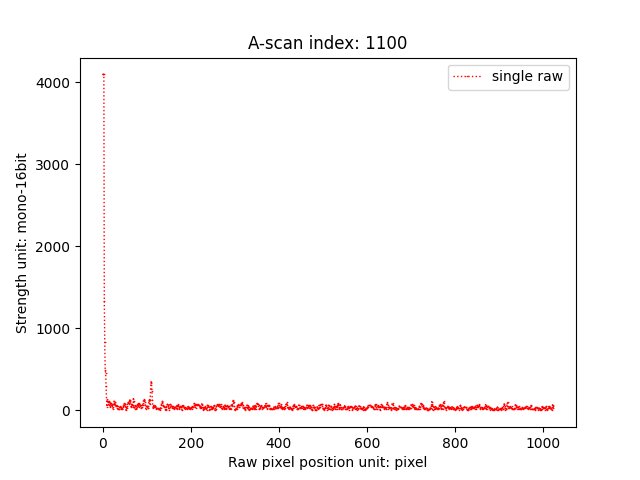 A-scan index: 1100
single raw
4000
3000
2000
1000
0
Strength unit: mono-16bit
0 200 400 600 800 1000
Raw pixel position unit: pixel